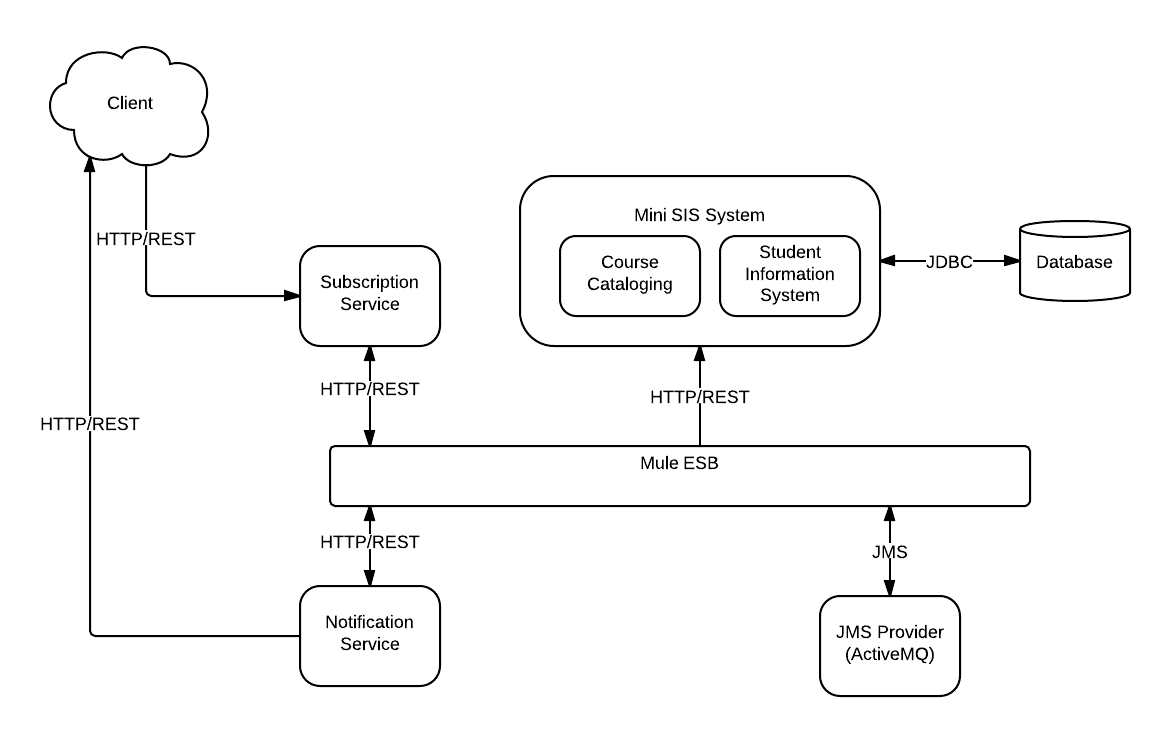 Client
Mini SIS System
HTTP/REST
Student
Information
System
Course
Cataloging
JDBC
Database
Subscription
Service
HTTP/REST
HTTP/REST
HTTP/REST
Mule ESB
HTTP/REST
JMS
Notification
Service
JMS Provider
(ActiveMQ)